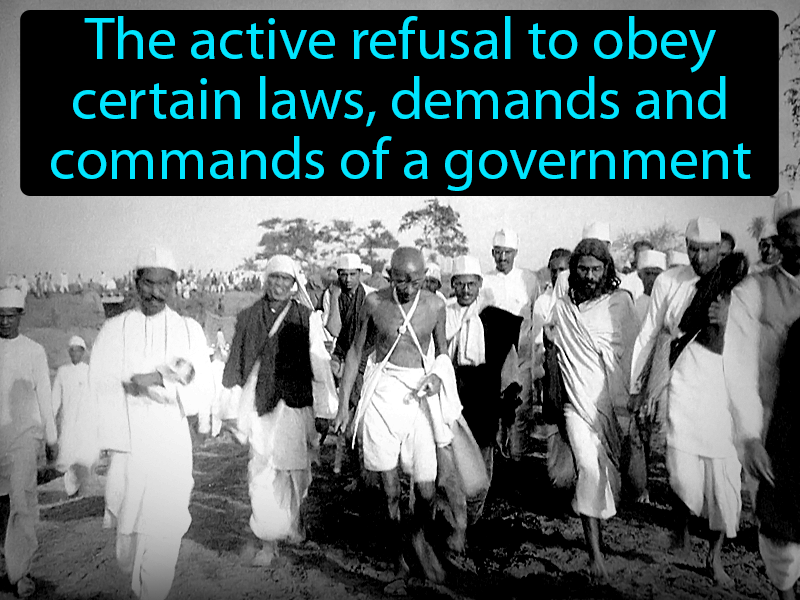 The active refusal to obey
certain laws, demands and
commands of a government